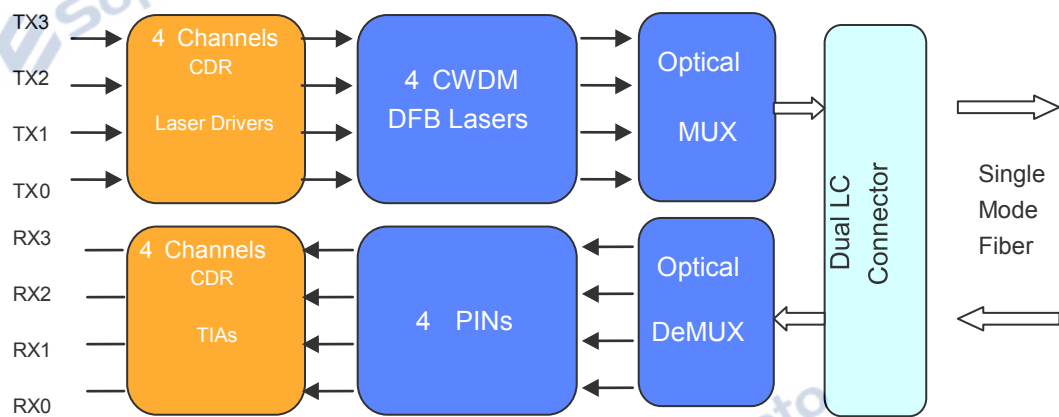 TX3
TX2
TX1
TX0
4 Channels
CDR
Laser Drivers
4 CWDM
DFB Lasers
Optical
MUX
Dual LC
Connector
Single
Mode
Fiber
RX3
RX2
RX1
RX0
4 Channels
CDR
TIAs
4 PINs
Optical
DeMUX